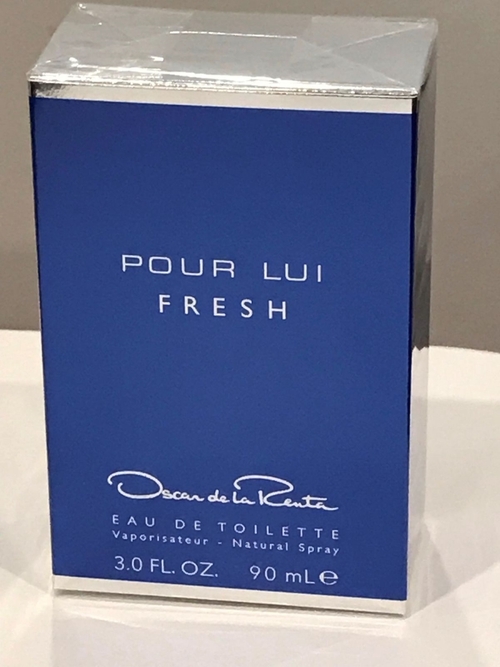 POUR LUI
FRESH
Oscar de la Renta
EAU DE TOILETTE
Vaporisateur - Natural Spray
3.0 FL. OZ. 90 mL ℮